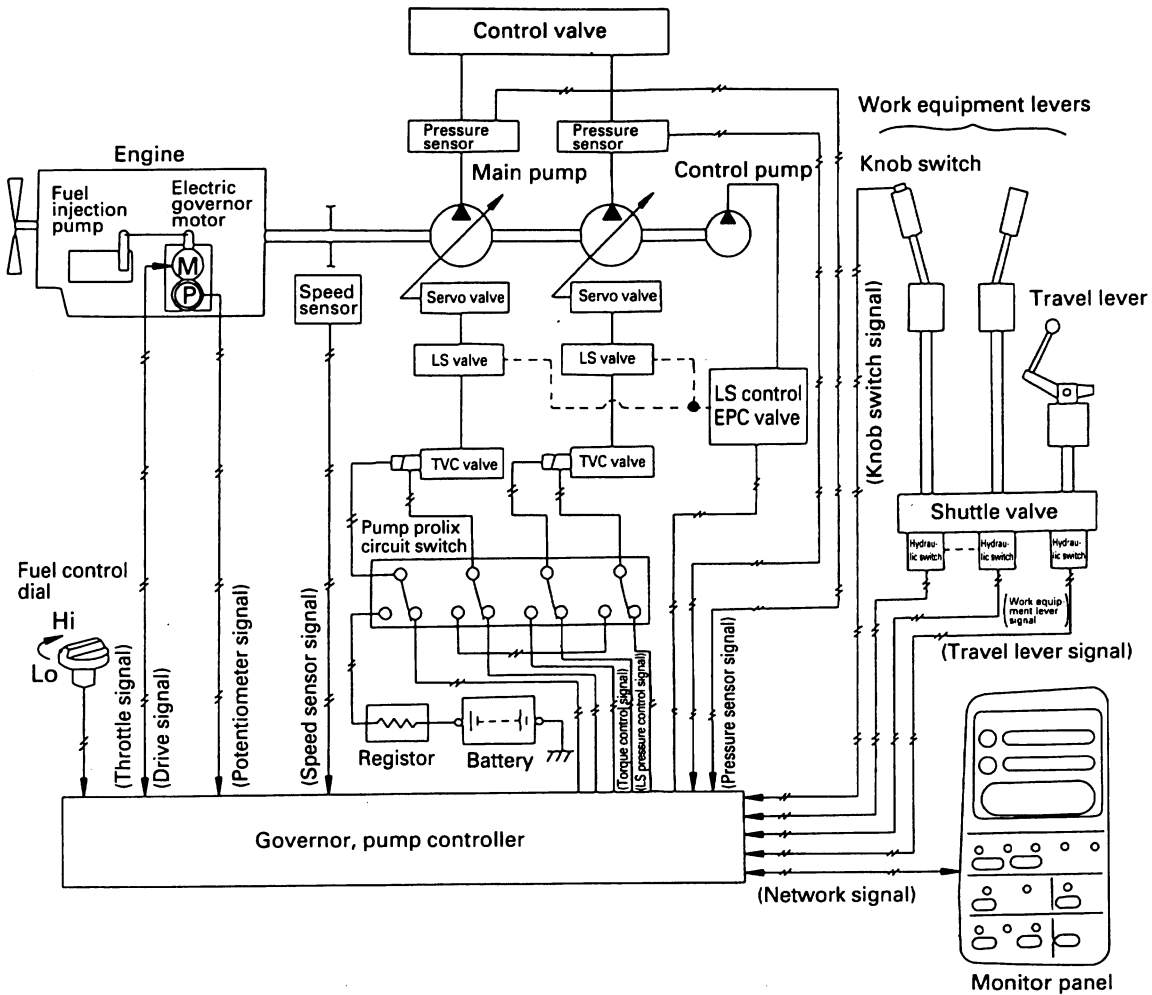 Control valve
Work equipment levers
Pressure
sensor
Pressure
sensor
Engine
Main pump
Control pump
Knob switch
Fuel
injection
pump
Electric
governor
motor
M
P
Speed
sensor
Servo valve
Servo valve
(Knob switch signal)
Travel lever
LS valve
LS valve
LS control
EPC valve
TVC valve
TVC valve
Shuttle valve
Pump prolix
circuit switch
Hydrau-
lic switch
Hydrau-
lic switch
Hydrau-
lic switch
Fuel control
dial
Hi
Lo
(Work equip
ment lever
signal)
(Travel lever signal)
(Throttle signal)
(Drive signal)
(Potentiometer signal)
(Speed sensor signal)
(Torque control signal)
(LS pressure control signal)
(Pressure sensor signal)
Registor
Battery
Governor, pump controller
(Network signal)
Monitor panel